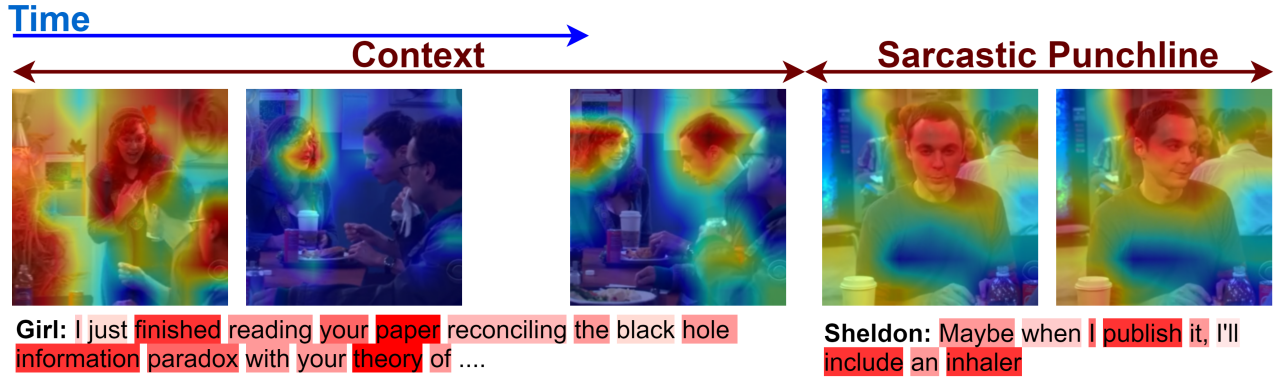 Time
Context
Sarcastic Punchline
Girl: I just finished reading your paper reconciling the black hole
information paradox with your theory of ....
Sheldon: Maybe when I publish it, I'll
include an inhaler